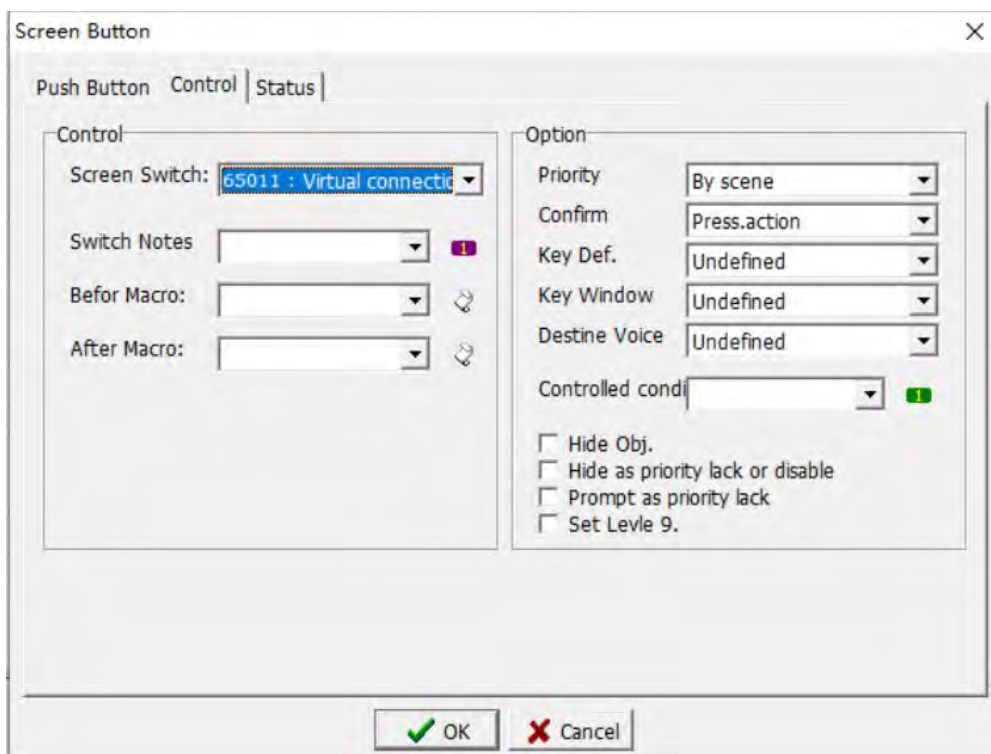 Screen Button
Push Button Control Status
Control
Screen Switch: 65011 : Virtual connectic
Switch Notes 1
Befor Macro:
After Macro:
Option
Priority By scene
Confirm Press.action
Key Def. Undefined
Key Window Undefined
Destine Voice Undefined
Controlled condi 1
Hide Obj.
Hide as priority lack or disable
Prompt as priority lack
Set Levle 9.
OK Cancel